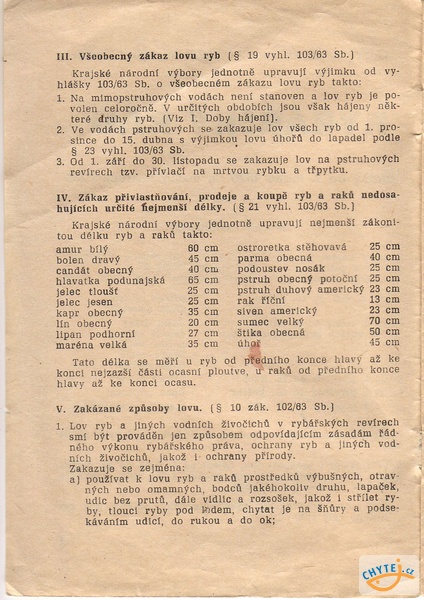 III. Všeobecný zákaz lovu ryb (§ 19 vyhl. 103/63 Sb.)
Krajské národní výbory jednotně upravují výjimku od vy-
hlášky 103/63 Sb. o všeobecném zákazu lovu ryb takto:
1. Na mimopstruhových vodách není stanoven a lov ryb je po-
volen celoročně. V určitých obdobích jsou však hájeny něk-
teré druhy ryb. (Viz I. Doby hájení).
2. Ve vodách pstruhových se zakazuje lov všech ryb od 1. pro-
since do 15. dubna s výjimkou lovu úhořů do lapadel podle
§ 23 vyhl. 103/63 Sb.
3. Od 1. září do 30. listopadu se zakazuje lov na pstruhových
revírech tzv. přívlačí na mrtvou rybku a třpytku.
IV. Zákaz přivlastňování, prodeje a koupě ryb a raků nedosa-
hujících určité nejmenší délky. (§ 21 vyhl. 103/63 Sb.)
Krajské národní výbory jednotně upravují nejmenší zákoni-
tou délku ryb a raků takto:
amur bílý 60 cm ostroretka stěhovavá 25 cm
bolen dravý 45 cm parma obecná 40 cm
candát obecný 40 cm podoustev nosák 25 cm
hlavatka podunajská 65 cm pstruh obecný potoční 25 cm
jelec tloušť 25 cm pstruh duhový americký 23 cm
jelec jesen 25 cm rak říční 13 cm
kapr obecný 35 cm siven americký 23 cm
lín obecný 20 cm sumec velký 70 cm
lipan podhorní 27 cm štika obecná 50 cm
maréna velká 35 cm úhoř 45 cm
Tato délka se měří u ryb od předního konce hlavy až ke
konci nejzazší části ocasní ploutve, u raků od předního konce
hlavy až ke konci ocasu.
V. Zakázané způsoby lovu. (§ 10 zák. 102/63 Sb.)
1. Lov ryb a jiných vodních živočichů v rybářských revírech
smí být prováděn jen způsobem odpovídajícím zásadám řád-
ného výkonu rybářského práva, ochrany ryb a jiných vod-
ních živočichů, jakož i ochrany přírody.
Zakazuje se zejména:
a) používat k lovu ryb a raků prostředků výbušných, otrav-
ných nebo omamných, bodců jakéhokoliv druhu, lapaček,
udic bez prutů, dále vidlic a rozsošek, jakož i střílet ry-
by, tlouci ryby pod ledem, chytat je na šňůry a podse-
káváním udicí, do rukou a do ok;
CHYTEJ.cz